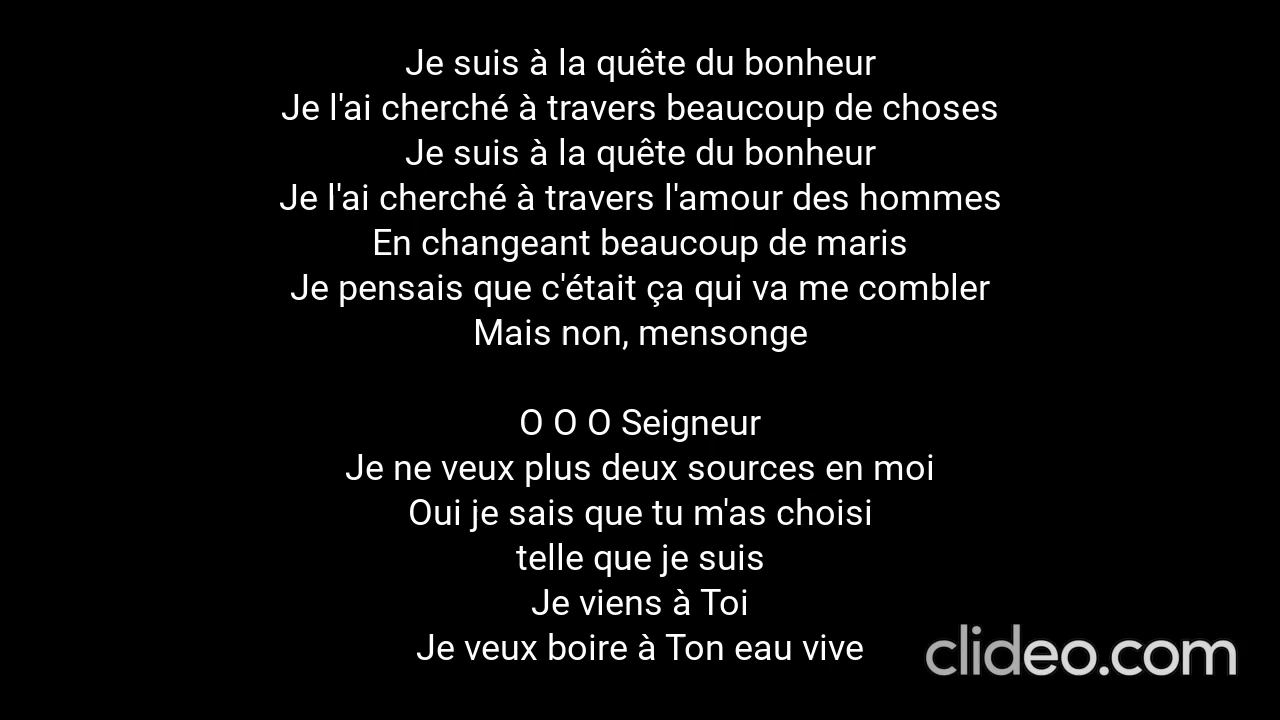 Je suis à la quête du bonheur
Je l'ai cherché à travers beaucoup de choses
Je suis à la quête du bonheur
Je l'ai cherché à travers l'amour des hommes
En changeant beaucoup de maris
Je pensais que c'était ça qui va me combler
Mais non, mensonge
O O O Seigneur
Je ne veux plus deux sources en moi
Oui je sais que tu m'as choisi
telle que je suis
Je viens à Toi
Je veux boire à Ton eau vive
clideo.com